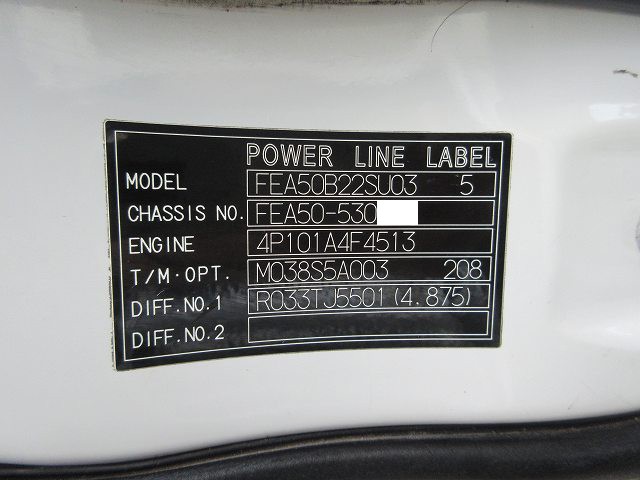 POWER LINE LABEL
MODEL FEA50B22SU03 5
CHASSIS NO. FEA50-530
ENGINE 4P101A4F4513
T/M·OPT. M038S5A003 208
DIFF.NO.1 R033TJ5501(4.875)
DIFF.NO.2